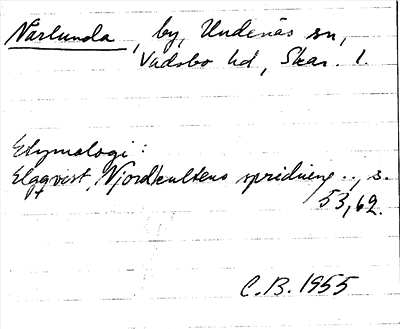 Närlunda, by, Undenäs sn,
Vadsbo hd, Skar. l.
Etymologi:
Elgqvist, Njordkultens spridning .., s.
53, 62.
C.B. 1955